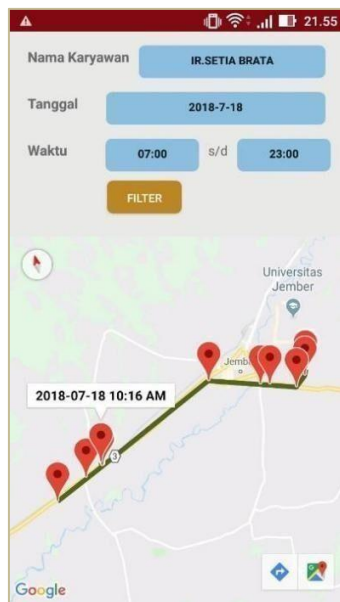 21.55
Nama Karyawan IR.SETIA BRATA
Tanggal 2018-7-18
Waktu 07:00 s/d 23:00
FILTER
Universitas
Jember
Jemb
2018-07-18 10:16 AM
3
Google